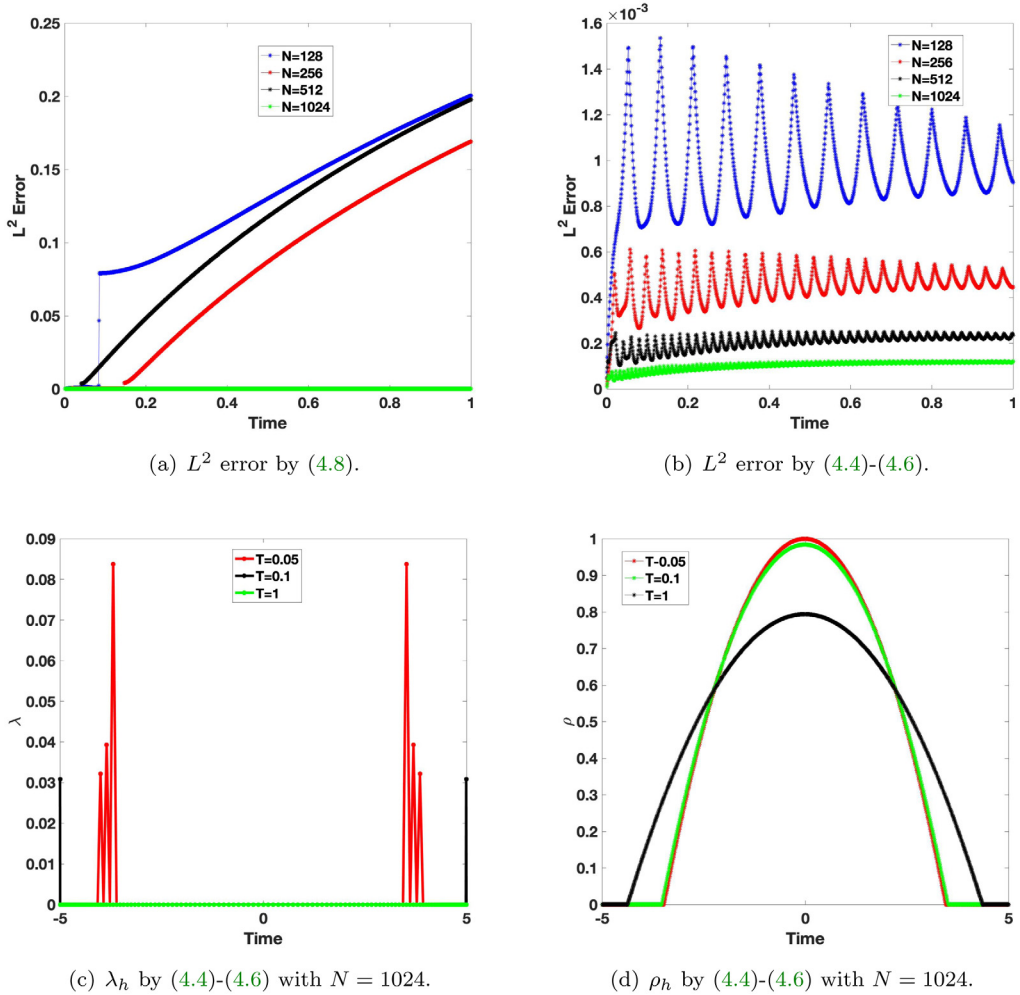 0.25
0.2
0.15
0.1
0.05
0
L² Error
N=128
N=256
N=512
N=1024
0 0.2 0.4 0.6 0.8 1
Time
(a) L² error by (4.8).
×10⁻³
1.6
1.4
1.2
1
0.8
0.6
0.4
0.2
0
L² Error
N=128
N=256
N=512
N=1024
0 0.2 0.4 0.6 0.8 1
Time
(b) L² error by (4.4)-(4.6).
0.09
0.08
0.07
0.06
0.05
0.04
0.03
0.02
0.01
0
λ
T=0.05
T=0.1
T=1
-5 0 5
Time
(c) λₕ by (4.4)-(4.6) with N = 1024.
1
0.9
0.8
0.7
0.6
0.5
0.4
0.3
0.2
0.1
0
ρ
T-0.05
T=0.1
T=1
-5 0 5
Time
(d) ρₕ by (4.4)-(4.6) with N = 1024.